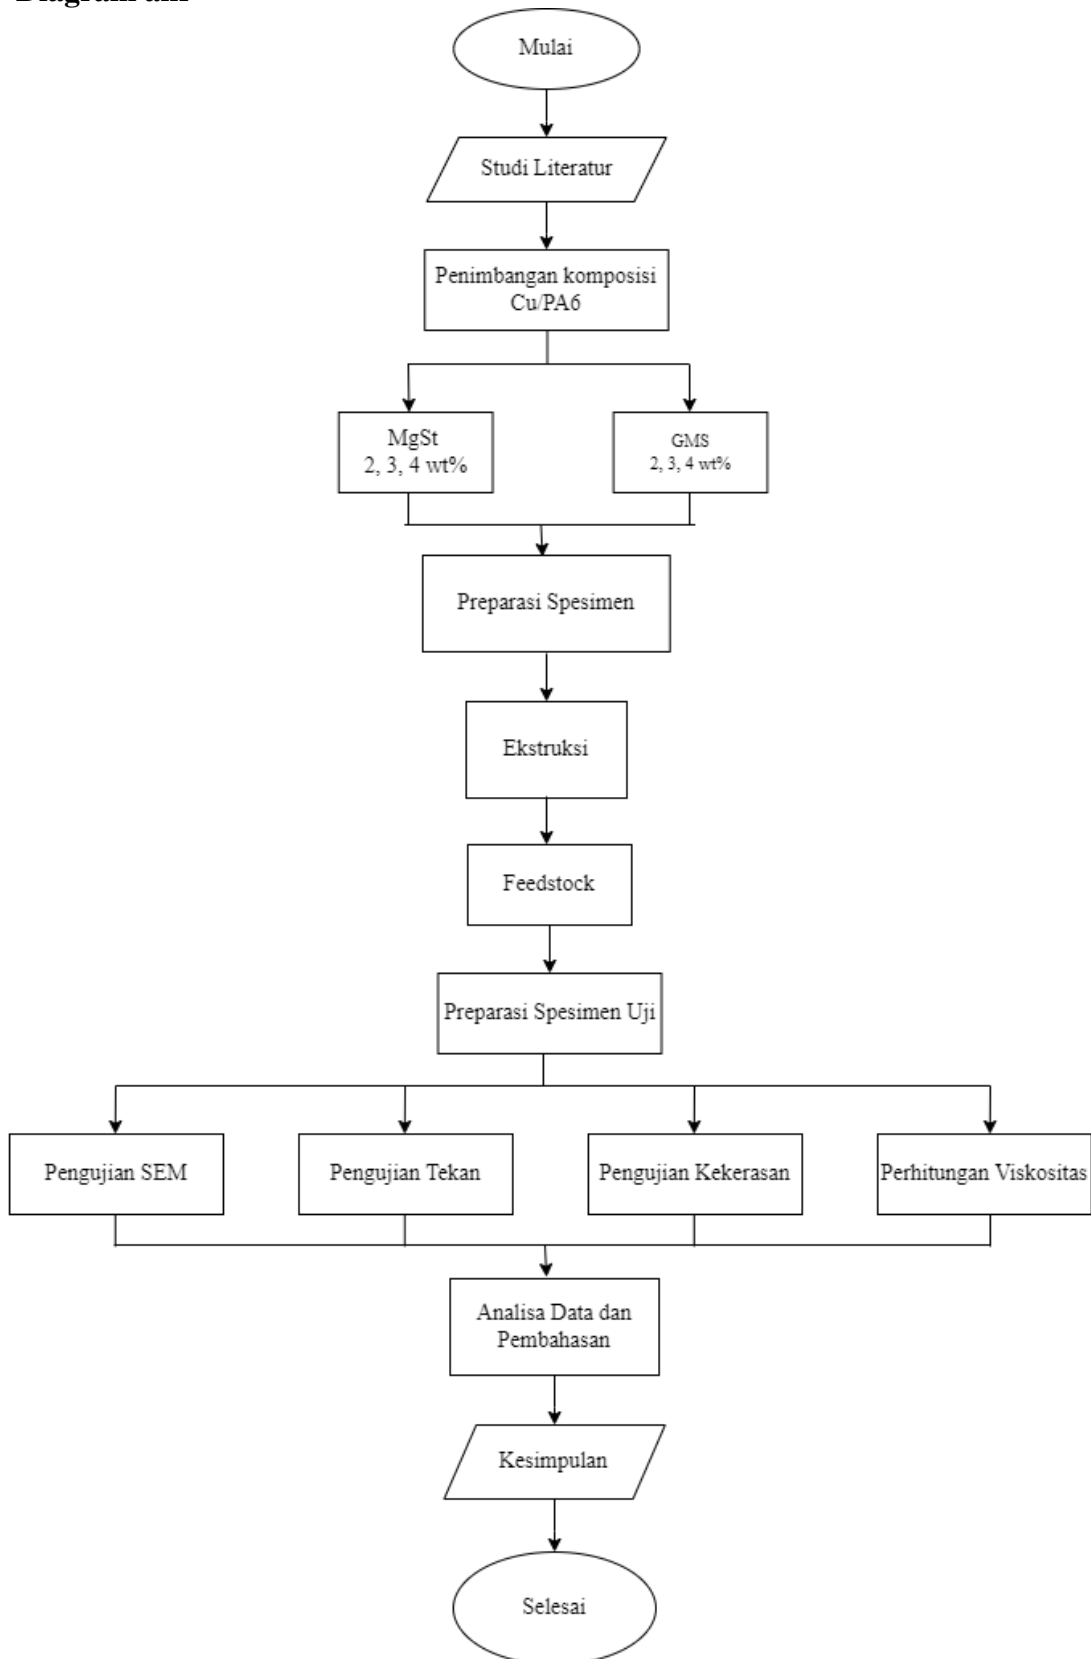 Mulai
Studi Literatur
Penimbangan komposisi
Cu/PA6
MgSt
2, 3, 4 wt%
GMS
2, 3, 4 wt%
Preparasi Spesimen
Ekstruksi
Feedstock
Preparasi Spesimen Uji
Pengujian SEM
Pengujian Tekan
Pengujian Kekerasan
Perhitungan Viskositas
Analisa Data dan
Pembahasan
Kesimpulan
Selesai